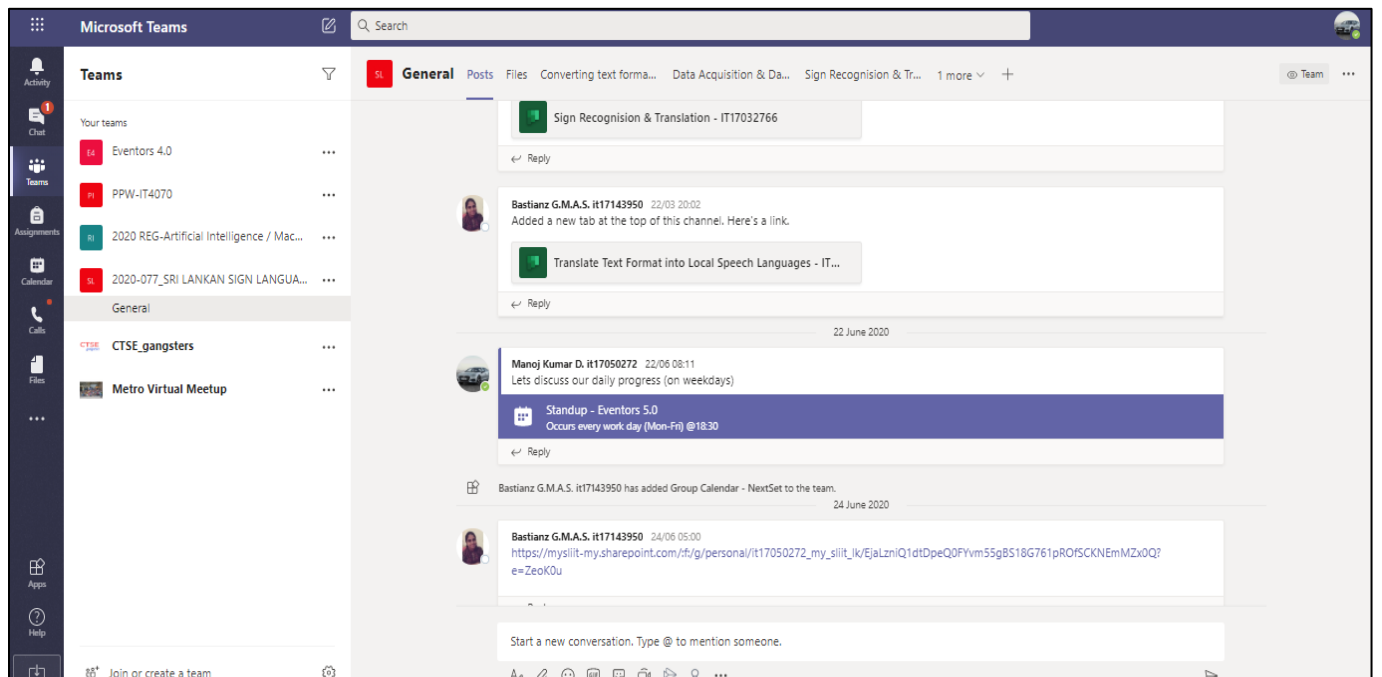 Microsoft Teams
Search
Activity
Chat
1
Teams
Assignments
Calendar
Calls
Files
Apps
Help
Teams
Your teams
E4 Eventors 4.0
PI PPW-IT4070
RI 2020 REG-Artificial Intelligence / Mac...
SL 2020-077_SRI LANKAN SIGN LANGUA...
General
CTSE CTSE_gangsters
Metro Virtual Meetup
Join or create a team
SL General Posts Files Converting text forma... Data Acquisition & Da... Sign Recognision & Tr... 1 more
Team
Sign Recognision & Translation - IT17032766
Reply
Bastianz G.M.A.S. it17143950 22/03 20:02
Added a new tab at the top of this channel. Here's a link.
Translate Text Format into Local Speech Languages - IT...
Reply
22 June 2020
Manoj Kumar D. it17050272 22/06 08:11
Lets discuss our daily progress (on weekdays)
Standup - Eventors 5.0
Occurs every work day (Mon-Fri) @18:30
Reply
Bastianz G.M.A.S. it17143950 has added Group Calendar - NextSet to the team.
24 June 2020
Bastianz G.M.A.S. it17143950 24/06 05:00
https://mysliit-my.sharepoint.com/:f:/g/personal/it17050272_my_sliit_lk/EjaLzniQ1dtDpeQ0FYvm55gBS18G761pROfSCKNEmMZx0Q?
e=ZeoK0u
Start a new conversation. Type @ to mention someone.